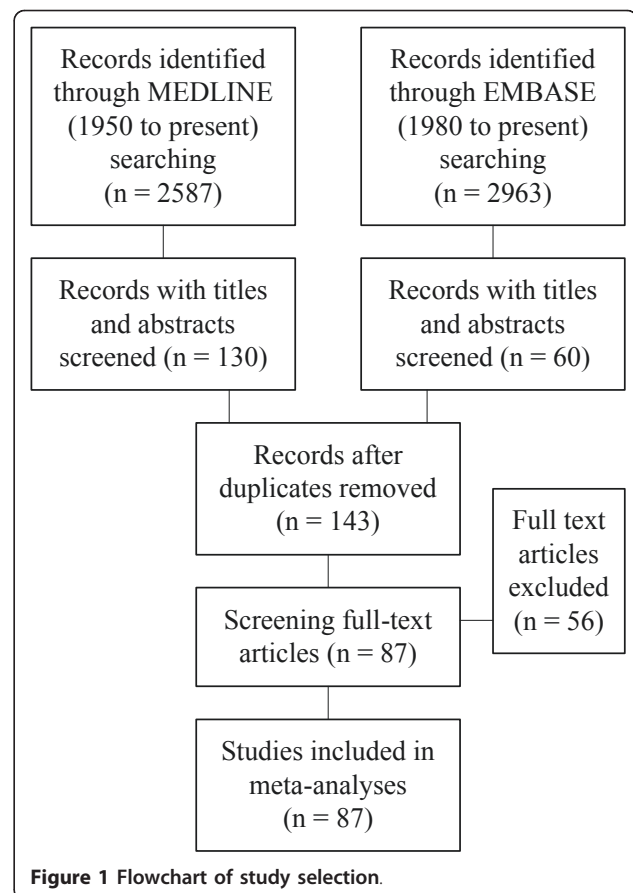 Records identified
through MEDLINE
(1950 to present)
searching
(n = 2587)
Records identified
through EMBASE
(1980 to present)
searching
(n = 2963)
Records with titles
and abstracts
screened (n = 130)
Records with titles
and abstracts
screened (n = 60)
Records after
duplicates removed
(n = 143)
Full text
articles
excluded
(n = 56)
Screening full-text
articles (n = 87)
Studies included in
meta-analyses
(n = 87)
Figure 1 Flowchart of study selection.